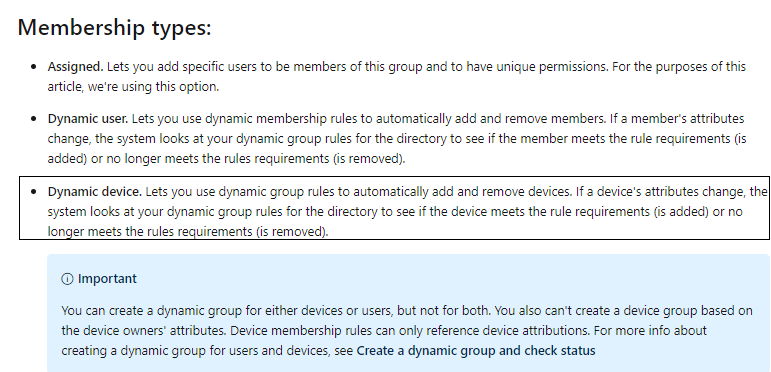 Membership types:
Assigned. Lets you add specific users to be members of this group and to have unique permissions. For the purposes of this
article, we're using this option.
Dynamic user. Lets you use dynamic membership rules to automatically add and remove members. If a member's attributes
change, the system looks at your dynamic group rules for the directory to see if the member meets the rule requirements (is
added) or no longer meets the rules requirements (is removed).
Dynamic device. Lets you use dynamic group rules to automatically add and remove devices. If a device's attributes change, the
system looks at your dynamic group rules for the directory to see if the device meets the rule requirements (is added) or no
longer meets the rules requirements (is removed).
Important
You can create a dynamic group for either devices or users, but not for both. You also can't create a device group based on
the device owners' attributes. Device membership rules can only reference device attributions. For more info about
creating a dynamic group for users and devices, see Create a dynamic group and check status